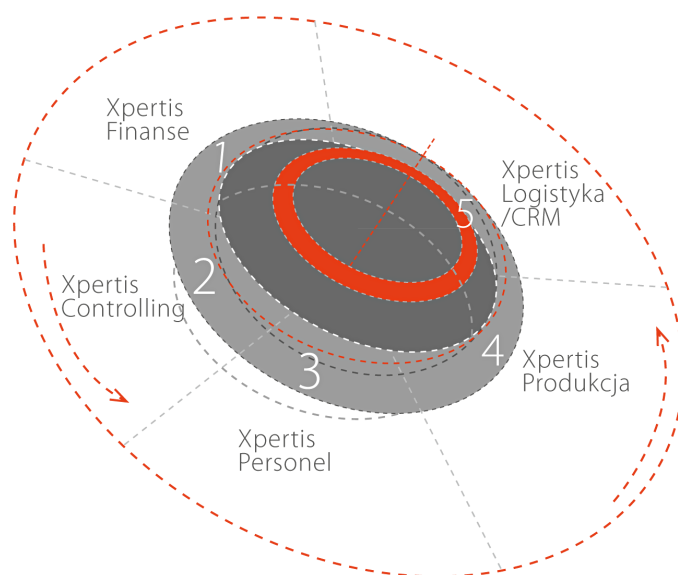 Xpertis
Finanse
1
Xpertis
Logistyka
/CRM
5
2
Xpertis
Controlling
3
4
Xpertis
Produkcja
Xpertis
Personel